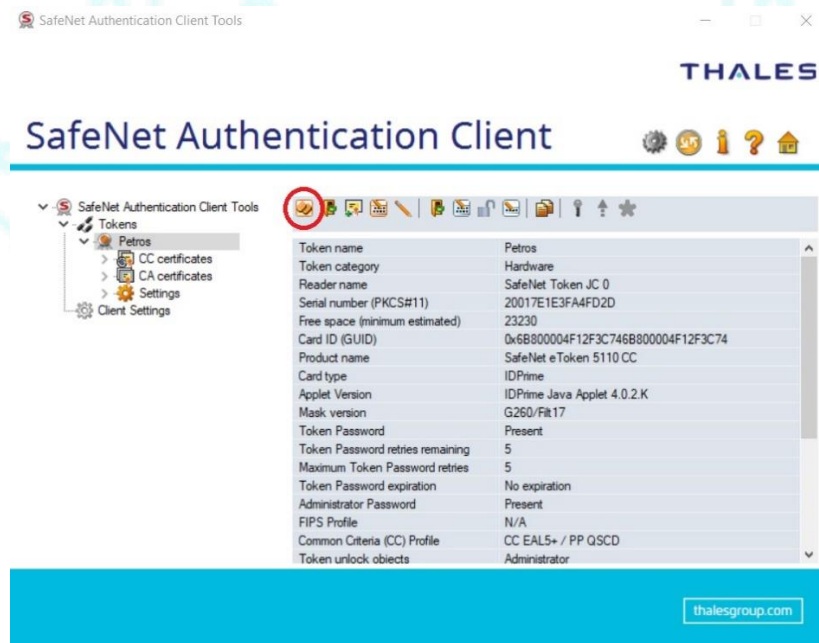 SafeNet Authentication Client Tools
THALES
SafeNet Authentication Client
SafeNet Authentication Client Tools
Tokens
Petros
CC certificates
CA certificates
Settings
Client Settings
Token name Petros
Token category Hardware
Reader name SafeNet Token JC 0
Serial number (PKCS#11) 20017E1E3FA4FD2D
Free space (minimum estimated) 23230
Card ID (GUID) 0x6B800004F12F3C746B800004F12F3C74
Product name SafeNet eToken 5110 CC
Card type IDPrime
Applet Version IDPrime Java Applet 4.0.2.K
Mask version G260/Filt17
Token Password Present
Token Password retries remaining 5
Maximum Token Password retries 5
Token Password expiration No expiration
Administrator Password Present
FIPS Profile N/A
Common Criteria (CC) Profile CC EAL5+ / PP QSCD
Token unlock objects Administrator
thalesgroup.com